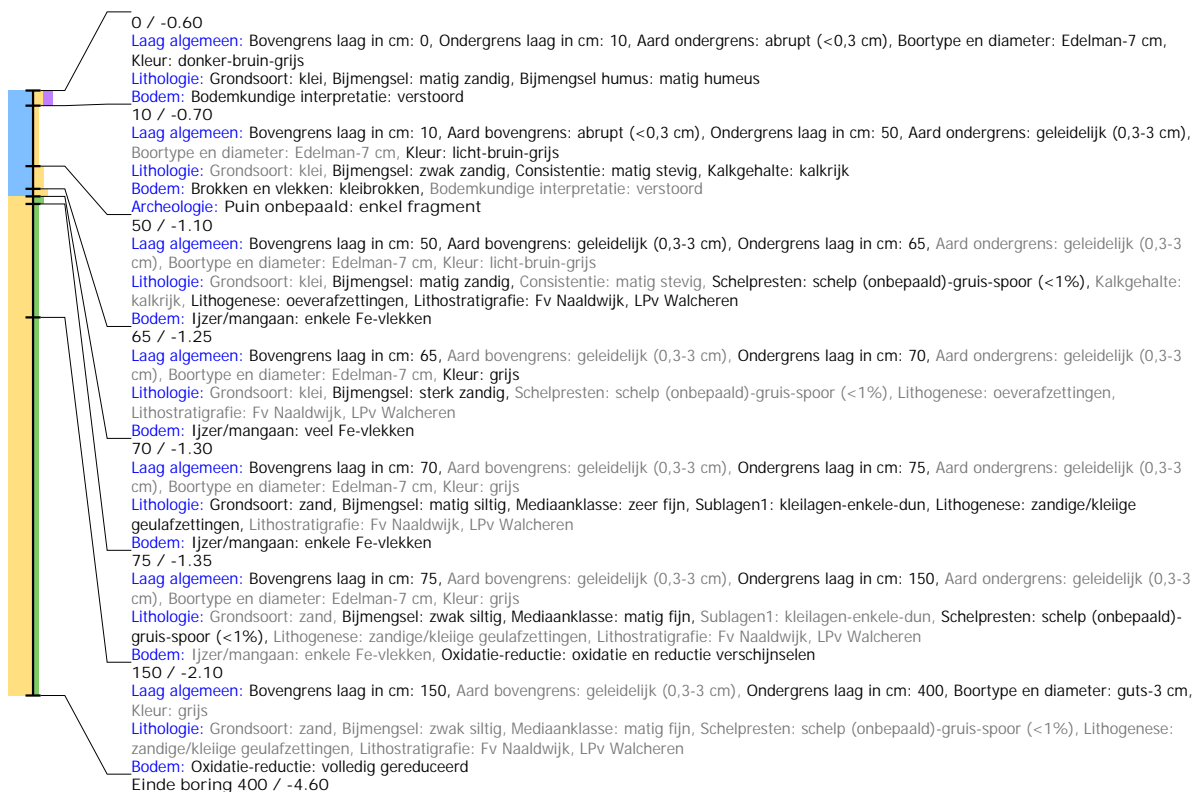 0 / -0.60
Laag algemeen: Bovengrens laag in cm: 0, Ondergrens laag in cm: 10, Aard ondergrens: abrupt (<0,3 cm), Boortype en diameter: Edelman-7 cm,
Kleur: donker-bruin-grijs
Lithologie: Grondsoort: klei, Bijmengsel: matig zandig, Bijmengsel humus: matig humeus
Bodem: Bodemkundige interpretatie: verstoord
10 / -0.70
Laag algemeen: Bovengrens laag in cm: 10, Aard bovengrens: abrupt (<0,3 cm), Ondergrens laag in cm: 50, Aard ondergrens: geleidelijk (0,3-3 cm),
Boortype en diameter: Edelman-7 cm, Kleur: licht-bruin-grijs
Lithologie: Grondsoort: klei, Bijmengsel: zwak zandig, Consistentie: matig stevig, Kalkgehalte: kalkrijk
Bodem: Brokken en vlekken: kleibrokken, Bodemkundige interpretatie: verstoord
Archeologie: Puin onbepaald: enkel fragment
50 / -1.10
Laag algemeen: Bovengrens laag in cm: 50, Aard bovengrens: geleidelijk (0,3-3 cm), Ondergrens laag in cm: 65, Aard ondergrens: geleidelijk (0,3-3
cm), Boortype en diameter: Edelman-7 cm, Kleur: licht-bruin-grijs
Lithologie: Grondsoort: klei, Bijmengsel: matig zandig, Consistentie: matig stevig, Schelpresten: schelp (onbepaald)-gruis-spoor (<1%), Kalkgehalte:
kalkrijk, Lithogenese: oeverafzettingen, Lithostratigrafie: Fv Naaldwijk, LPv Walcheren
Bodem: Ijzer/mangaan: enkele Fe-vlekken
65 / -1.25
Laag algemeen: Bovengrens laag in cm: 65, Aard bovengrens: geleidelijk (0,3-3 cm), Ondergrens laag in cm: 70, Aard ondergrens: geleidelijk (0,3-3
cm), Boortype en diameter: Edelman-7 cm, Kleur: grijs
Lithologie: Grondsoort: klei, Bijmengsel: sterk zandig, Schelpresten: schelp (onbepaald)-gruis-spoor (<1%), Lithogenese: oeverafzettingen,
Lithostratigrafie: Fv Naaldwijk, LPv Walcheren
Bodem: Ijzer/mangaan: veel Fe-vlekken
70 / -1.30
Laag algemeen: Bovengrens laag in cm: 70, Aard bovengrens: geleidelijk (0,3-3 cm), Ondergrens laag in cm: 75, Aard ondergrens: geleidelijk (0,3-3
cm), Boortype en diameter: Edelman-7 cm, Kleur: grijs
Lithologie: Grondsoort: zand, Bijmengsel: matig siltig, Mediaanklasse: zeer fijn, Sublagen1: kleilagen-enkele-dun, Lithogenese: zandige/kleiige
geulafzettingen, Lithostratigrafie: Fv Naaldwijk, LPv Walcheren
Bodem: Ijzer/mangaan: enkele Fe-vlekken
75 / -1.35
Laag algemeen: Bovengrens laag in cm: 75, Aard bovengrens: geleidelijk (0,3-3 cm), Ondergrens laag in cm: 150, Aard ondergrens: geleidelijk (0,3-3
cm), Boortype en diameter: Edelman-7 cm, Kleur: grijs
Lithologie: Grondsoort: zand, Bijmengsel: zwak siltig, Mediaanklasse: matig fijn, Sublagen1: kleilagen-enkele-dun, Schelpresten: schelp (onbepaald)-
gruis-spoor (<1%), Lithogenese: zandige/kleiige geulafzettingen, Lithostratigrafie: Fv Naaldwijk, LPv Walcheren
Bodem: Ijzer/mangaan: enkele Fe-vlekken, Oxidatie-reductie: oxidatie en reductie verschijnselen
150 / -2.10
Laag algemeen: Bovengrens laag in cm: 150, Aard bovengrens: geleidelijk (0,3-3 cm), Ondergrens laag in cm: 400, Boortype en diameter: guts-3 cm,
Kleur: grijs
Lithologie: Grondsoort: zand, Bijmengsel: zwak siltig, Mediaanklasse: matig fijn, Schelpresten: schelp (onbepaald)-gruis-spoor (<1%), Lithogenese:
zandige/kleiige geulafzettingen, Lithostratigrafie: Fv Naaldwijk, LPv Walcheren
Bodem: Oxidatie-reductie: volledig gereduceerd
Einde boring 400 / -4.60